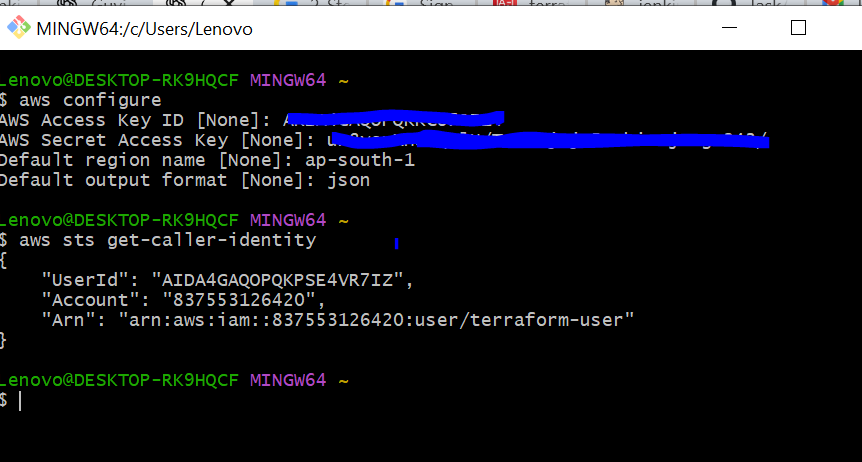 MINGW64:/c/Users/Lenovo
Lenovo@DESKTOP-RK9HQCF MINGW64 ~
$ aws configure
AWS Access Key ID [None]:
AWS Secret Access Key [None]:
Default region name [None]: ap-south-1
Default output format [None]: json
Lenovo@DESKTOP-RK9HQCF MINGW64 ~
$ aws sts get-caller-identity
{
    "UserId": "AIDA4GAQOPQKPSE4VR7IZ",
    "Account": "837553126420",
    "Arn": "arn:aws:iam::837553126420:user/terraform-user"
}
Lenovo@DESKTOP-RK9HQCF MINGW64 ~
$